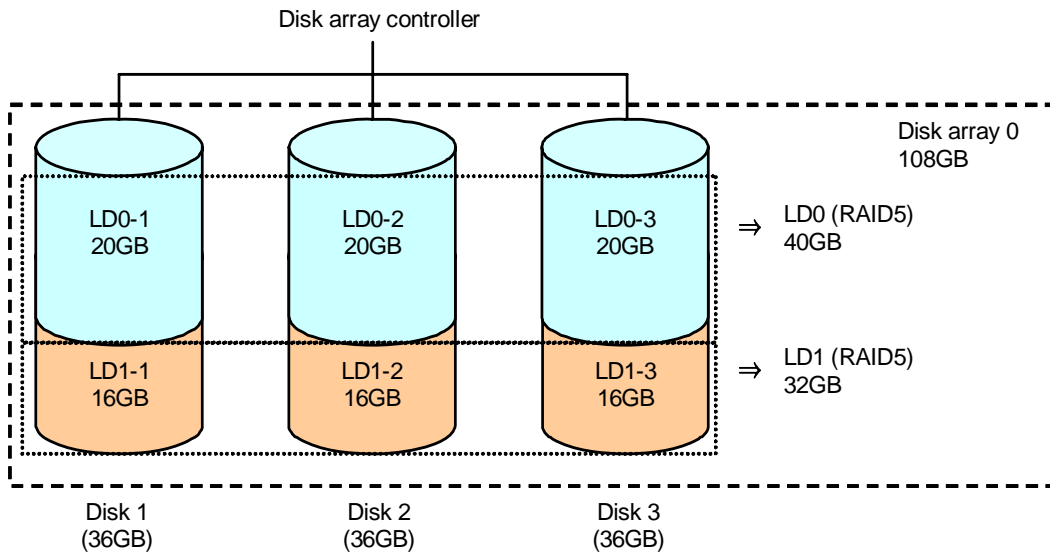 Disk array controller
Disk array 0
108GB
LD0-1
20GB
LD0-2
20GB
LD0-3
20GB
⇒ LD0 (RAID5)
40GB
LD1-1
16GB
LD1-2
16GB
LD1-3
16GB
⇒ LD1 (RAID5)
32GB
Disk 1
(36GB)
Disk 2
(36GB)
Disk 3
(36GB)